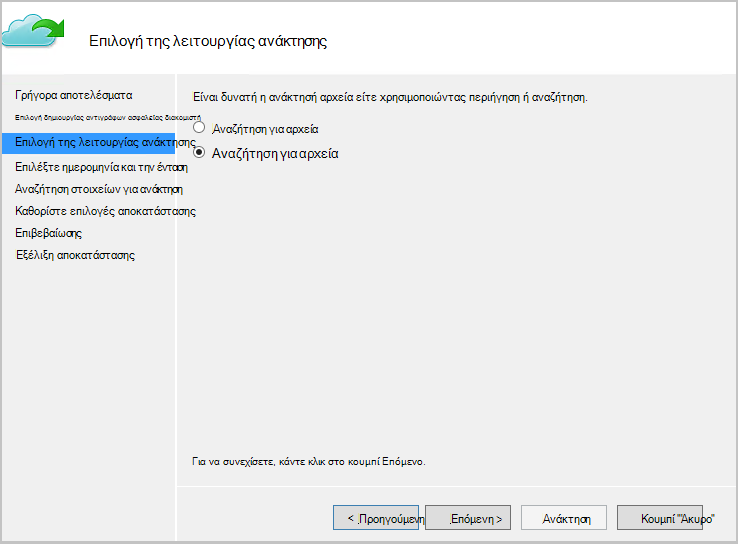 Επιλογή της λειτουργίας ανάκτησης
Γρήγορα αποτελέσματα
Επιλογή δημιουργίας αντιγράφων ασφαλείας διακομιστή
Επιλογή της λειτουργίας ανάκτησης
Επιλέξτε ημερομηνία και την ένταση
Αναζήτηση στοιχείων για ανάκτηση
Καθορίστε επιλογές αποκατάστασης
Επιβεβαίωσης
Εξέλιξη αποκατάστασης
Είναι δυνατή η ανάκτησή αρχεία είτε χρησιμοποιώντας περιήγηση ή αναζήτηση.
Αναζήτηση για αρχεία
Αναζήτηση για αρχεία
Για να συνεχίσετε, κάντε κλικ στο κουμπί Επόμενο.
< Προηγούμενη Επόμενη > Ανάκτηση Κουμπί "Άκυρο"